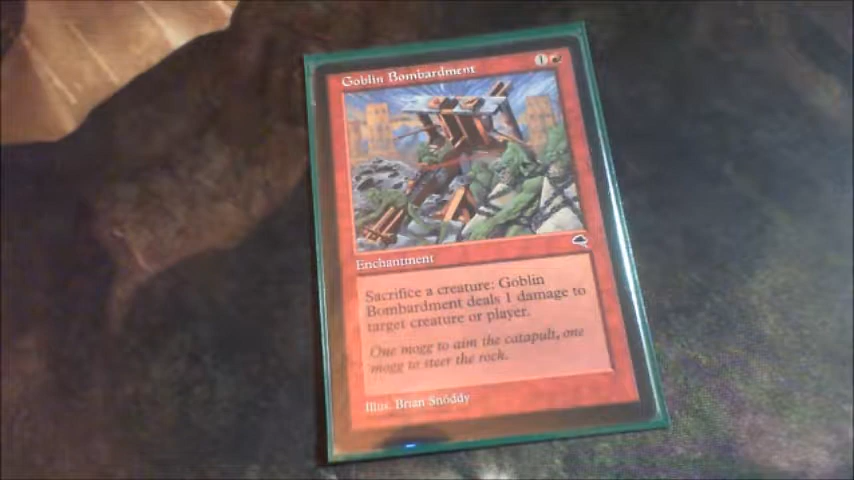 Goblin Bombardment 1
Enchantment
Sacrifice a creature: Goblin
Bombardment deals 1 damage to
target creature or player.
One mogg to aim the catapult, one
mogg to steer the rock.
Illus. Brian Snõddy